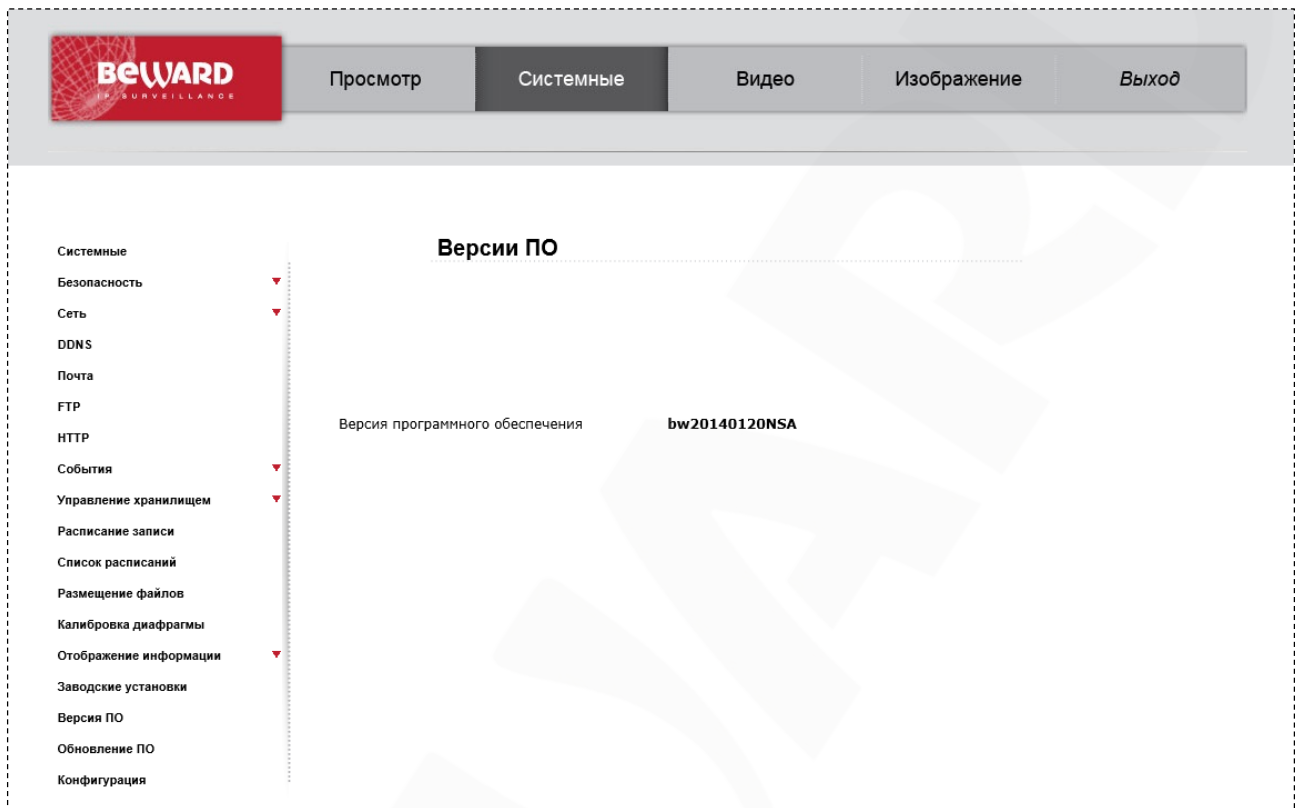 BEWARD
IP SURVEILLANCE
Просмотр
Системные
Видео
Изображение
Выход
Системные
Безопасность
Сеть
DDNS
Почта
FTP
HTTP
События
Управление хранилищем
Расписание записи
Список расписаний
Размещение файлов
Калибровка диафрагмы
Отображение информации
Заводские установки
Версия ПО
Обновление ПО
Конфигурация
Версии ПО
Версия программного обеспечения bw20140120NSA